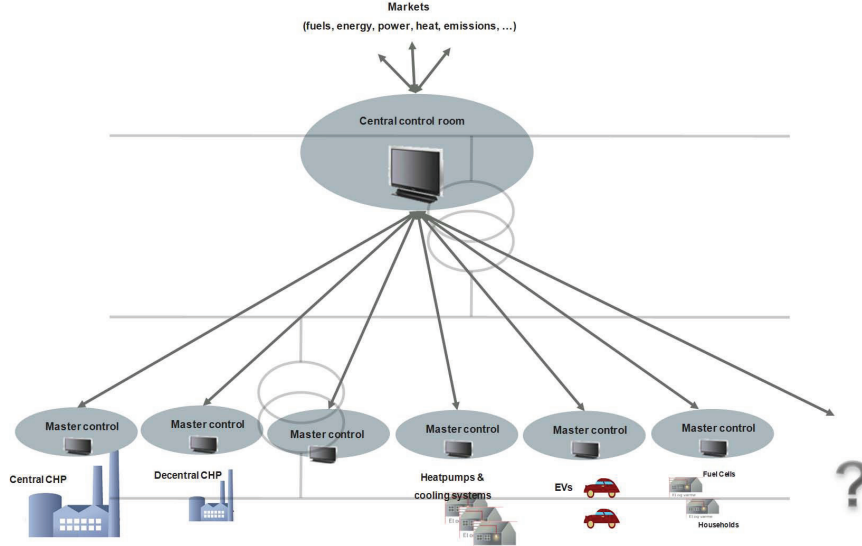 Markets
(fuels, energy, power, heat, emissions, ...)
Central control room
Master control
Master control
Master control
Master control
Master control
Master control
Central CHP
Decentral CHP
Heatpumps &
cooling systems
EVs
Fuel Cells
Households
?